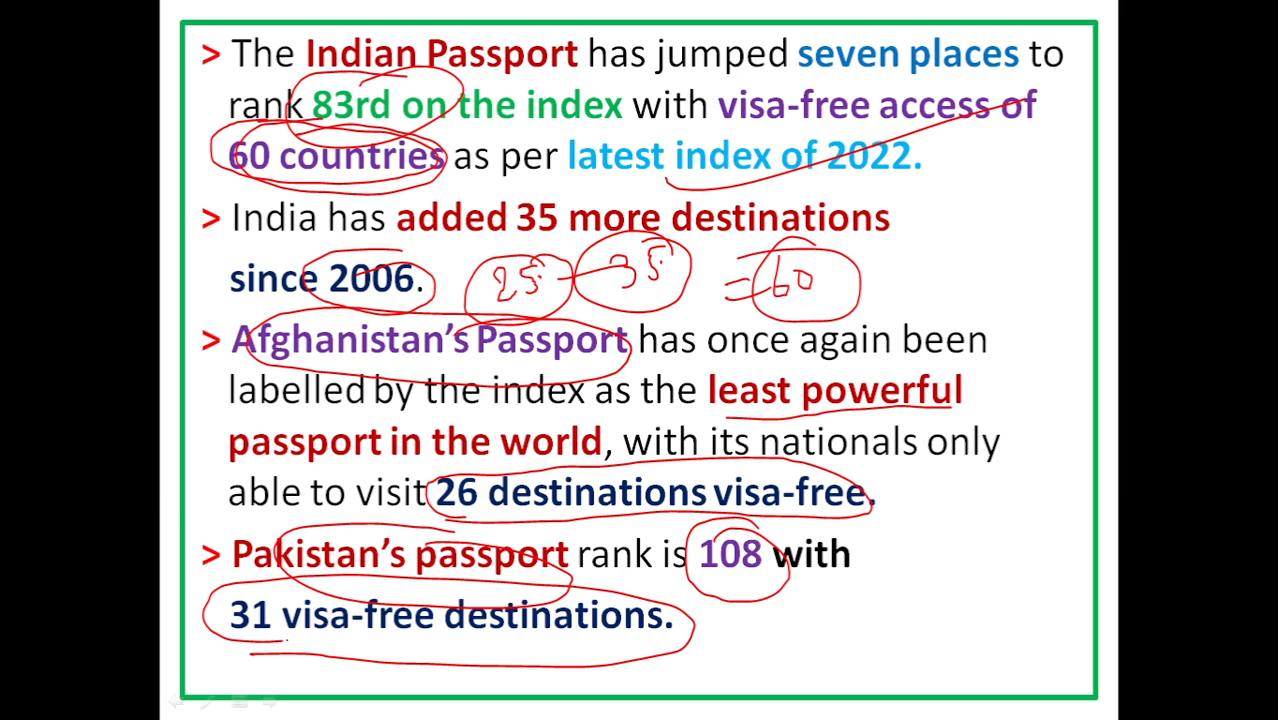 > The Indian Passport has jumped seven places to
rank 83rd on the index with visa-free access of
60 countries as per latest index of 2022.
> India has added 35 more destinations
since 2006.
25 - 35 = 60
> Afghanistan's Passport has once again been
labelled by the index as the least powerful
passport in the world, with its nationals only
able to visit 26 destinations visa-free.
> Pakistan's passport rank is 108 with
31 visa-free destinations.